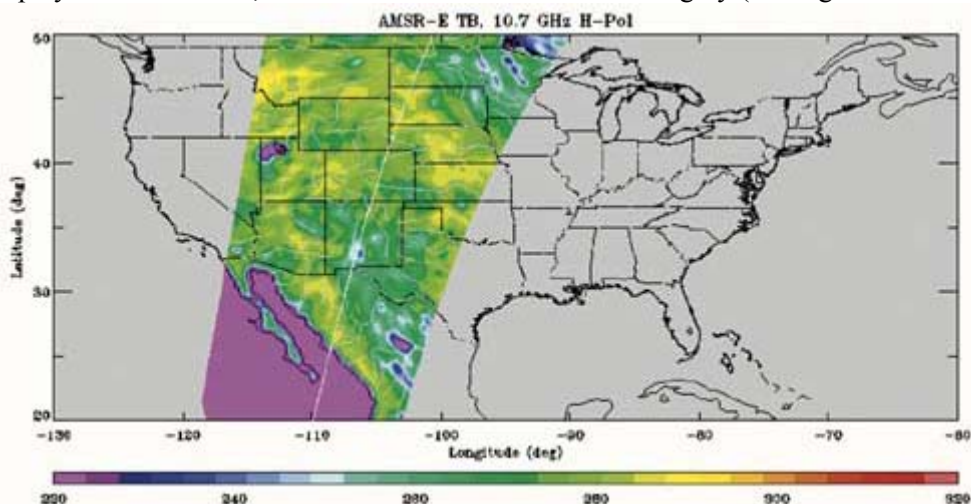 AMSR-E TB, 10.7 GHz H-Pol
50
40
30
20
Latitude (deg)
-130 -120 -110 -100 -90 -80 -70 -60
Longitude (deg)
220 240 260 280 300 320